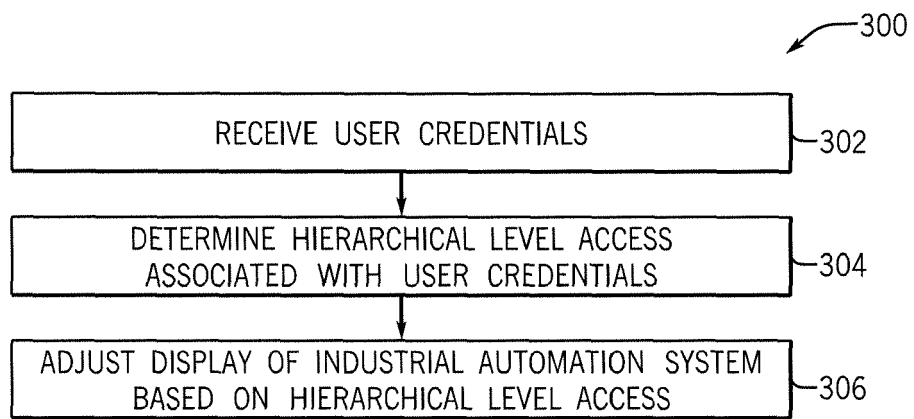 300
RECEIVE USER CREDENTIALS
302
DETERMINE HIERARCHICAL LEVEL ACCESS
ASSOCIATED WITH USER CREDENTIALS
304
ADJUST DISPLAY OF INDUSTRIAL AUTOMATION SYSTEM
BASED ON HIERARCHICAL LEVEL ACCESS
306